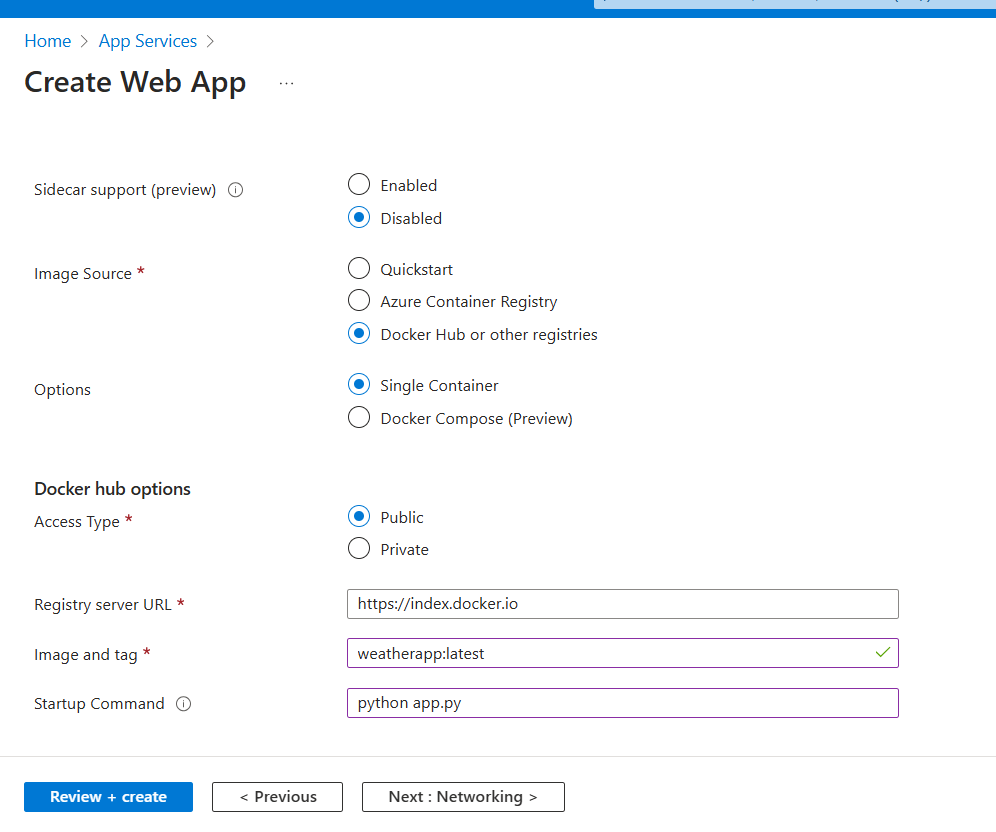 Home > App Services >
Create Web App ...
Sidecar support (preview)
Enabled
Disabled
Image Source *
Quickstart
Azure Container Registry
Docker Hub or other registries
Options
Single Container
Docker Compose (Preview)
Docker hub options
Access Type *
Public
Private
Registry server URL *
https://index.docker.io
Image and tag *
weatherapp:latest
Startup Command
python app.py
Review + create
< Previous
Next : Networking >